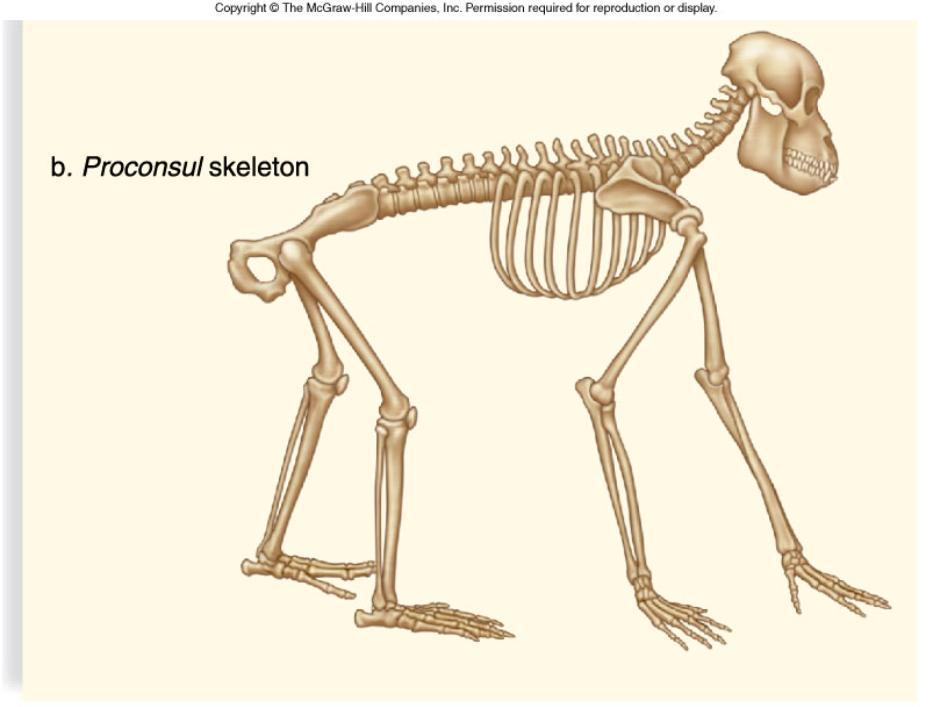 Copyright © The McGraw-Hill Companies, Inc. Permission required for reproduction or display.
b. Proconsul skeleton